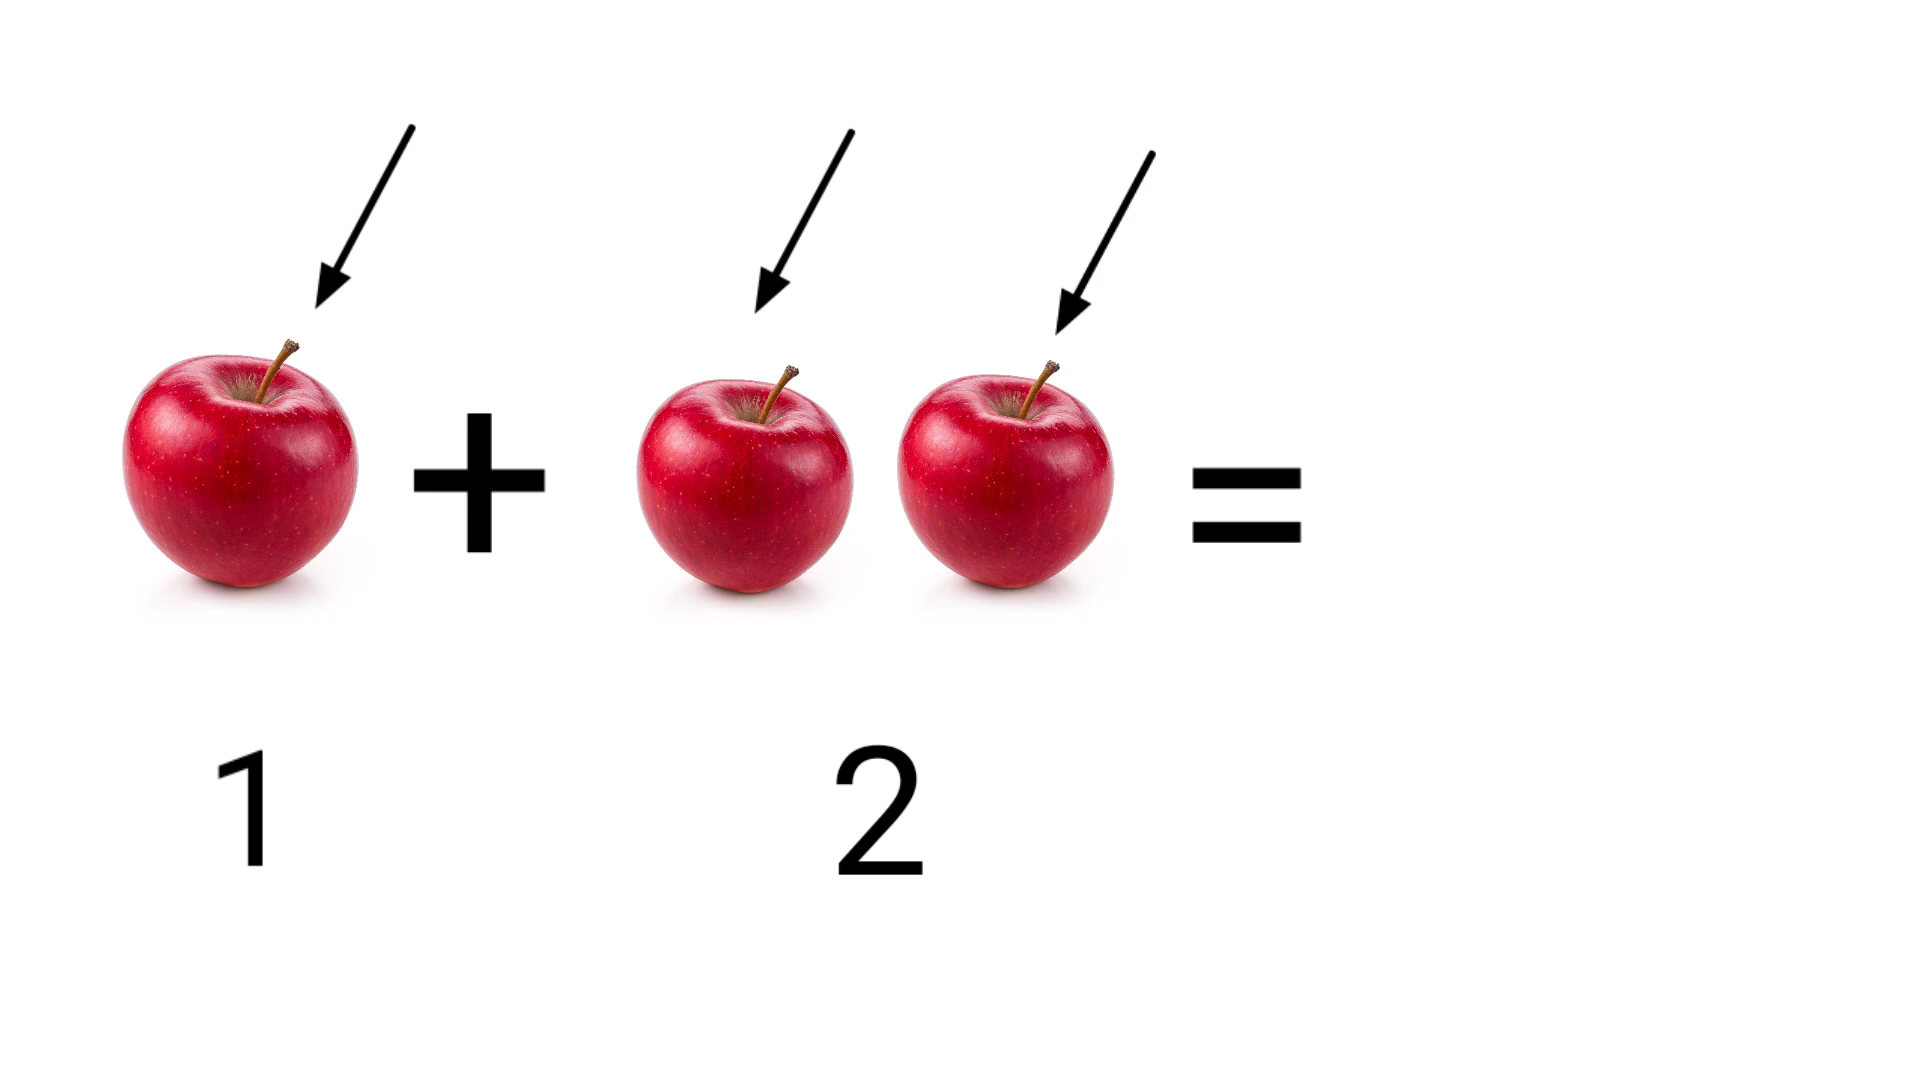 + =
1 2